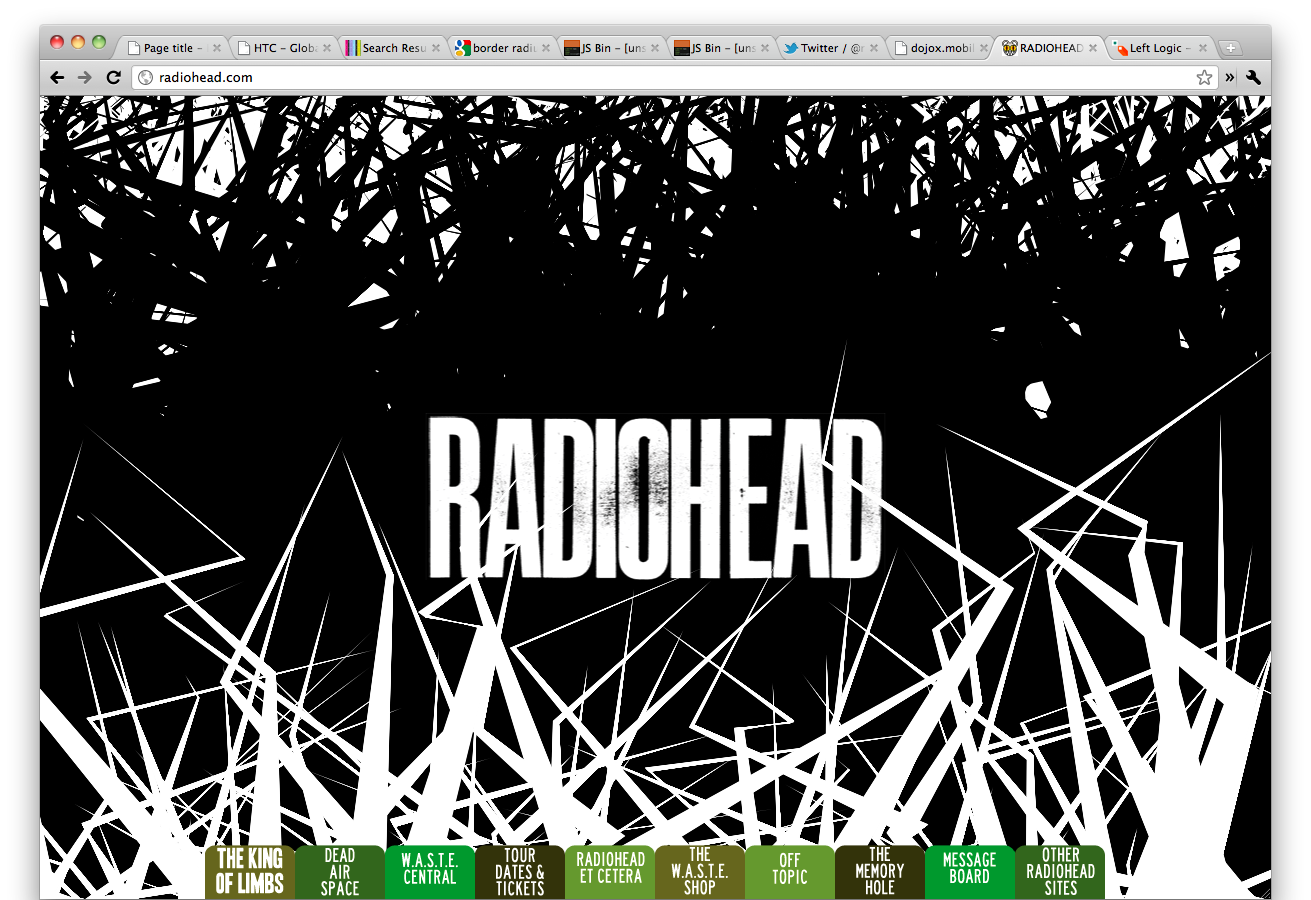 Page title –
HTC - Globa
Search Resu
border radiu
JS Bin – [uns
JS Bin – [uns
Twitter / @r
dojox.mobil
RADIOHEAD
Left Logic –
radiohead.com
»
RADIOHEAD
THE KING
OF LIMBS
DEAD
AIR
SPACE
W.A.S.T.E.
CENTRAL
TOUR
DATES &
TICKETS
RADIOHEAD
ET CETERA
THE
W.A.S.T.E.
SHOP
OFF
TOPIC
THE
MEMORY
HOLE
MESSAGE
BOARD
OTHER
RADIOHEAD
SITES